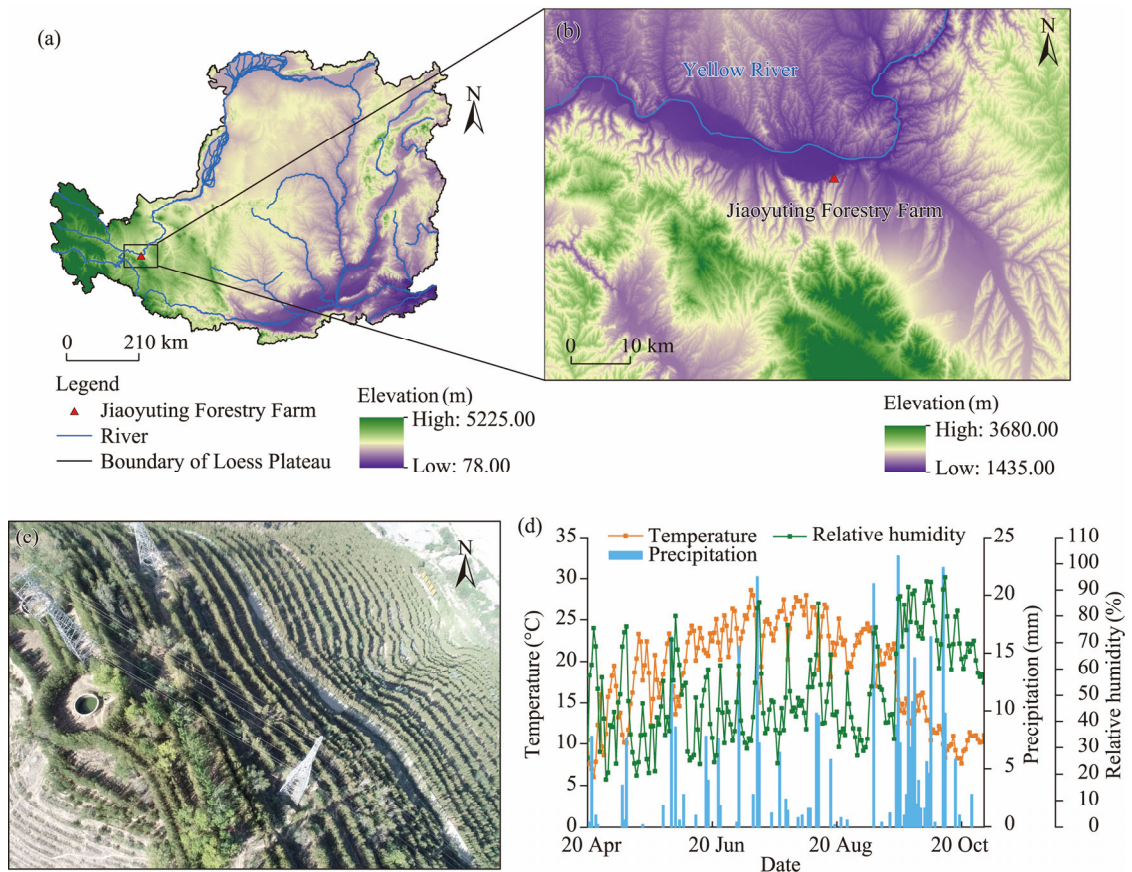 (a)
N
0 210 km
Legend
Jiaoyuting Forestry Farm
River
Boundary of Loess Plateau
Elevation (m)
High: 5225.00
Low: 78.00
(b)
N
Yellow River
Jiaoyuting Forestry Farm
0 10 km
Elevation (m)
High: 3680.00
Low: 1435.00
(c)
N
(d)
Temperature
Relative humidity
Precipitation
Temperature (°C)
35
30
25
20
15
10
5
0
20 Apr
20 Jun
20 Aug
20 Oct
Date
25
20
15
10
5
0
Precipitation (mm)
110
100
90
80
70
60
50
40
30
20
10
0
Relative humidity (%)